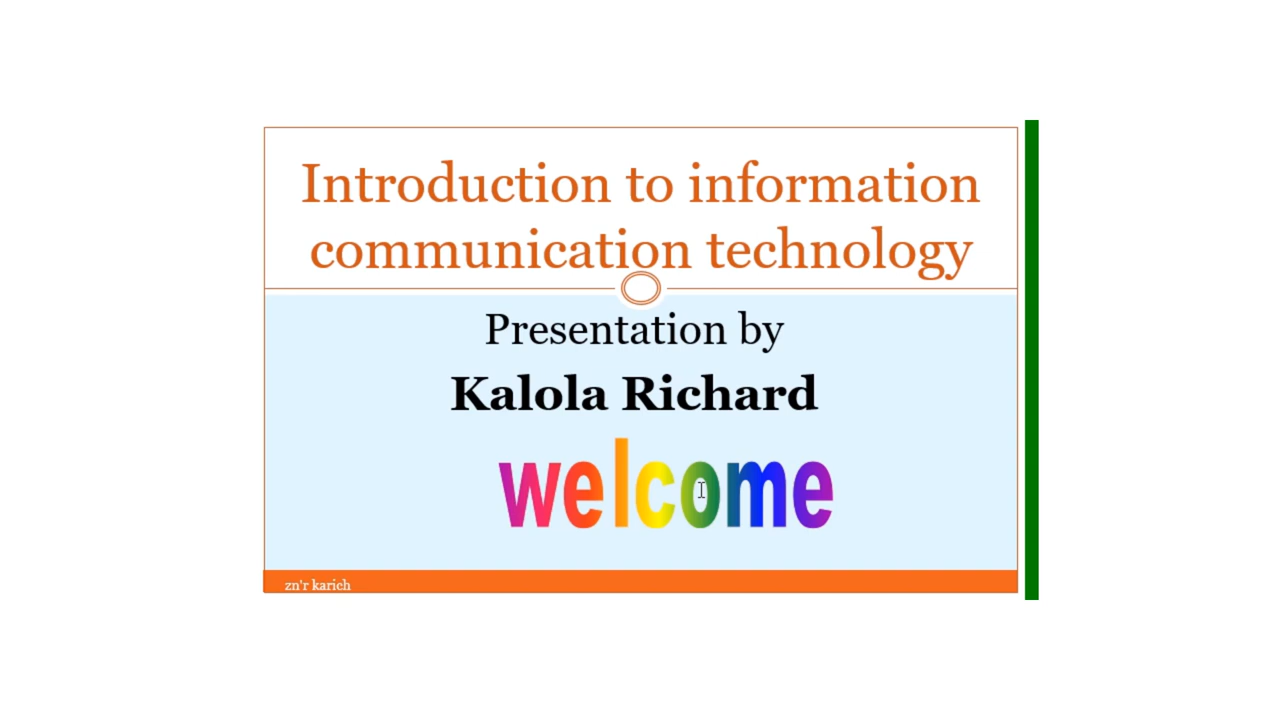 Introduction to information
communication technology
Presentation by
Kalola Richard
welcome
zn'r karich